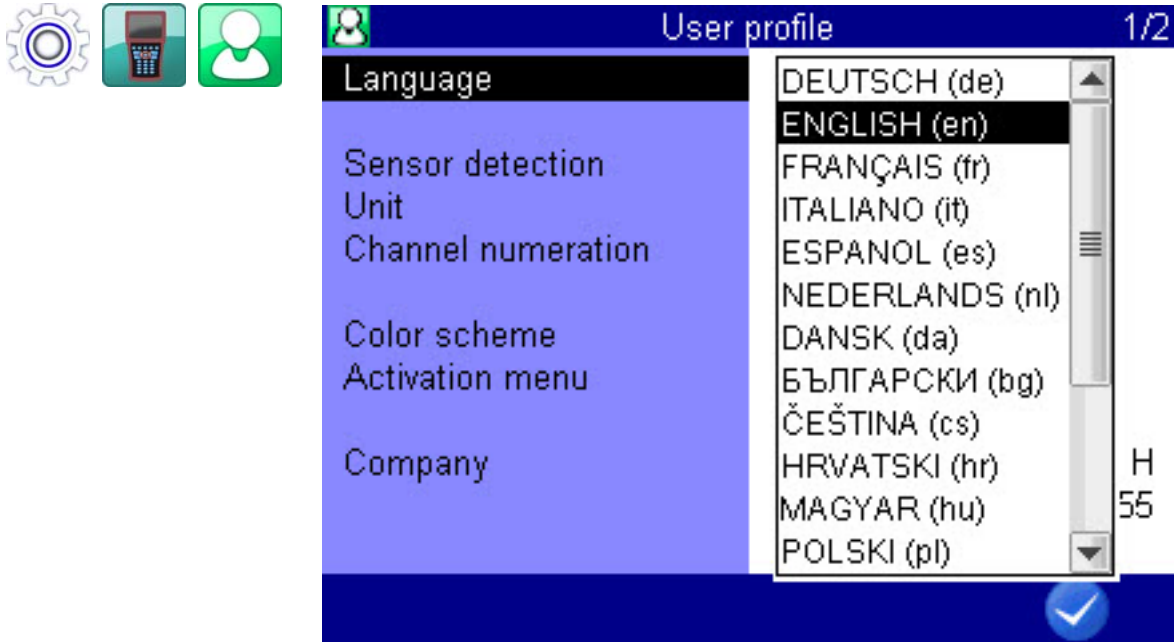 User profile 1/2
Language
Sensor detection
Unit
Channel numeration
Color scheme
Activation menu
Company
DEUTSCH (de)
ENGLISH (en)
FRANÇAIS (fr)
ITALIANO (it)
ESPANOL (es)
NEDERLANDS (nl)
DANSK (da)
БЪЛГАРСКИ (bg)
ČEŠTINA (cs)
HRVATSKI (hr)
MAGYAR (hu)
POLSKI (pl)
H
55